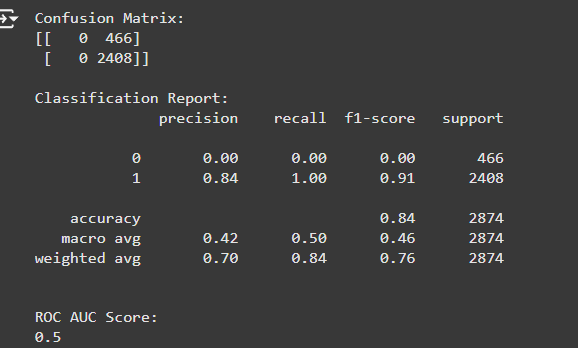 Confusion Matrix:
[[   0  466]
 [   0 2408]]
Classification Report:
              precision    recall  f1-score   support
           0       0.00      0.00      0.00       466
           1       0.84      1.00      0.91      2408
    accuracy                           0.84      2874
   macro avg       0.42      0.50      0.46      2874
weighted avg       0.70      0.84      0.76      2874
ROC AUC Score:
0.5